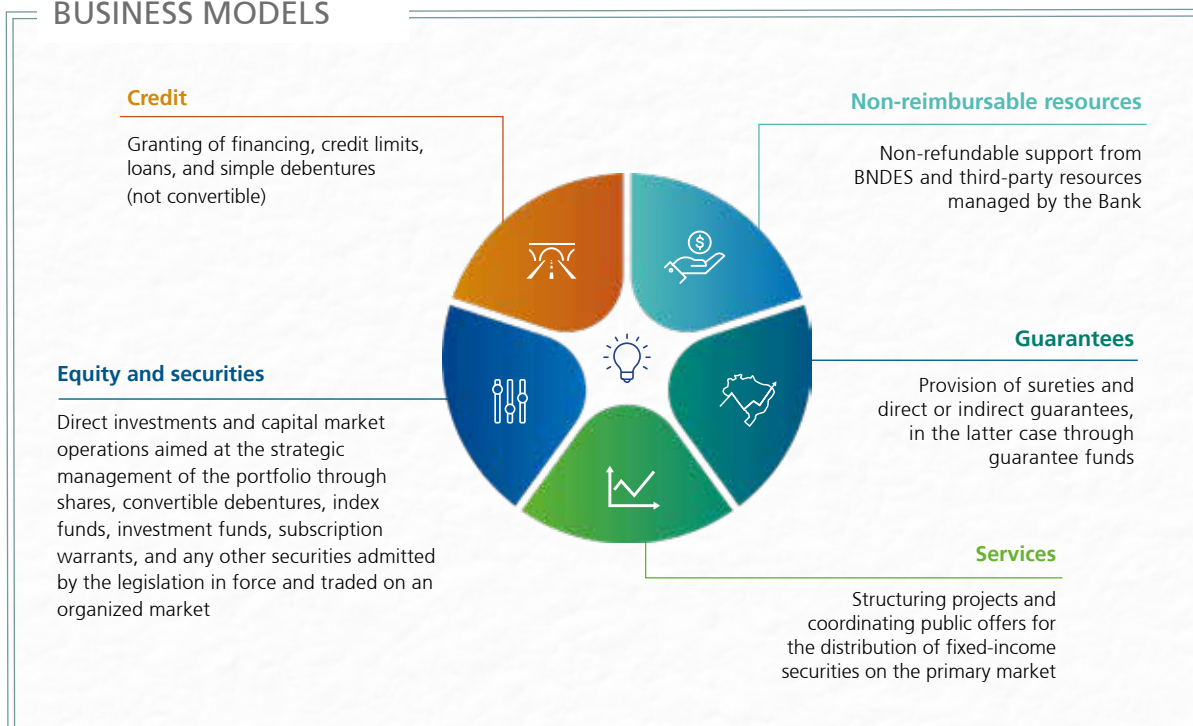 BUSINESS MODELS
Credit
Granting of financing, credit limits,
loans, and simple debentures
(not convertible)
Non-reimbursable resources
Non-refundable support from
BNDES and third-party resources
managed by the Bank
$
Equity and securities
Direct investments and capital market
operations aimed at the strategic
management of the portfolio through
shares, convertible debentures, index
funds, investment funds, subscription
warrants, and any other securities admitted
by the legislation in force and traded on an
organized market
Guarantees
Provision of sureties and
direct or indirect guarantees,
in the latter case through
guarantee funds
Services
Structuring projects and
coordinating public offers for
the distribution of fixed-income
securities on the primary market